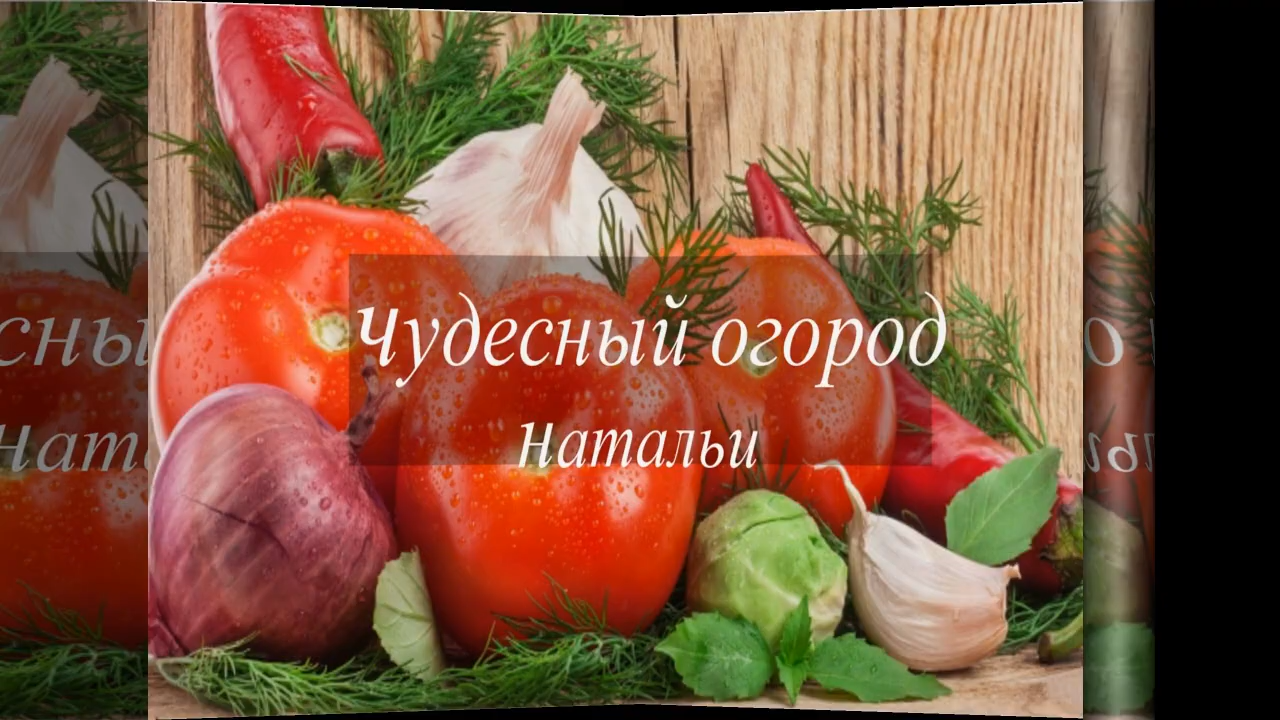 Чудесный огород
Натальи